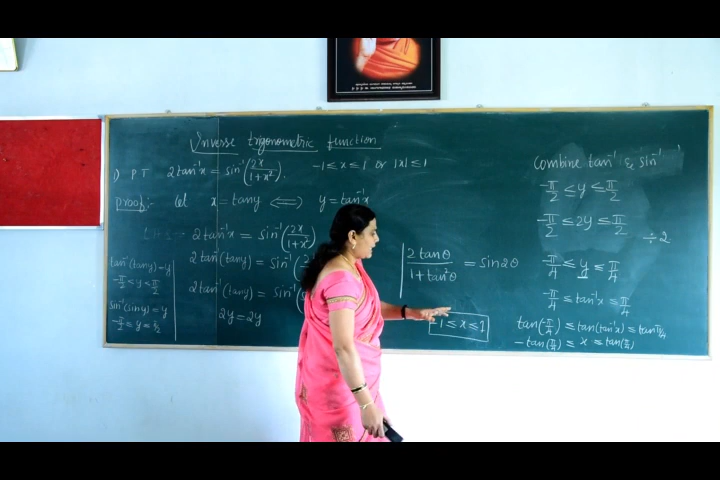 Inverse trigonometric function
1) P T 2tan⁻¹x = sin⁻¹(2x/1+x²), -1 ≤ x ≤ 1 or |x| ≤ 1
Proof:- let x = tany ⟺ y = tan⁻¹x
2tan⁻¹x = sin⁻¹(2x/1+x²)
2tan⁻¹(tany) = sin⁻¹(2
2tan⁻¹(tany) = sin⁻¹(s
2y = 2y
tan⁻¹(tany) = y
-π/2 < y < π/2
sin⁻¹(siny) = y
-π/2 ≤ y ≤ π/2
2tanθ/1+tan²θ = sin2θ
-1 ≤ x ≤ 1
Combine tan⁻¹ & sin⁻¹
-π/2 ≤ y ≤ π/2
-π/2 ≤ 2y ≤ π/2
÷2
-π/4 ≤ y ≤ π/4
-π/4 ≤ tan⁻¹x ≤ π/4
tan(-π/4) ≤ tan(tan⁻¹x) ≤ tanπ/4
-tan(π/4) ≤ x ≤ tan(π/4)